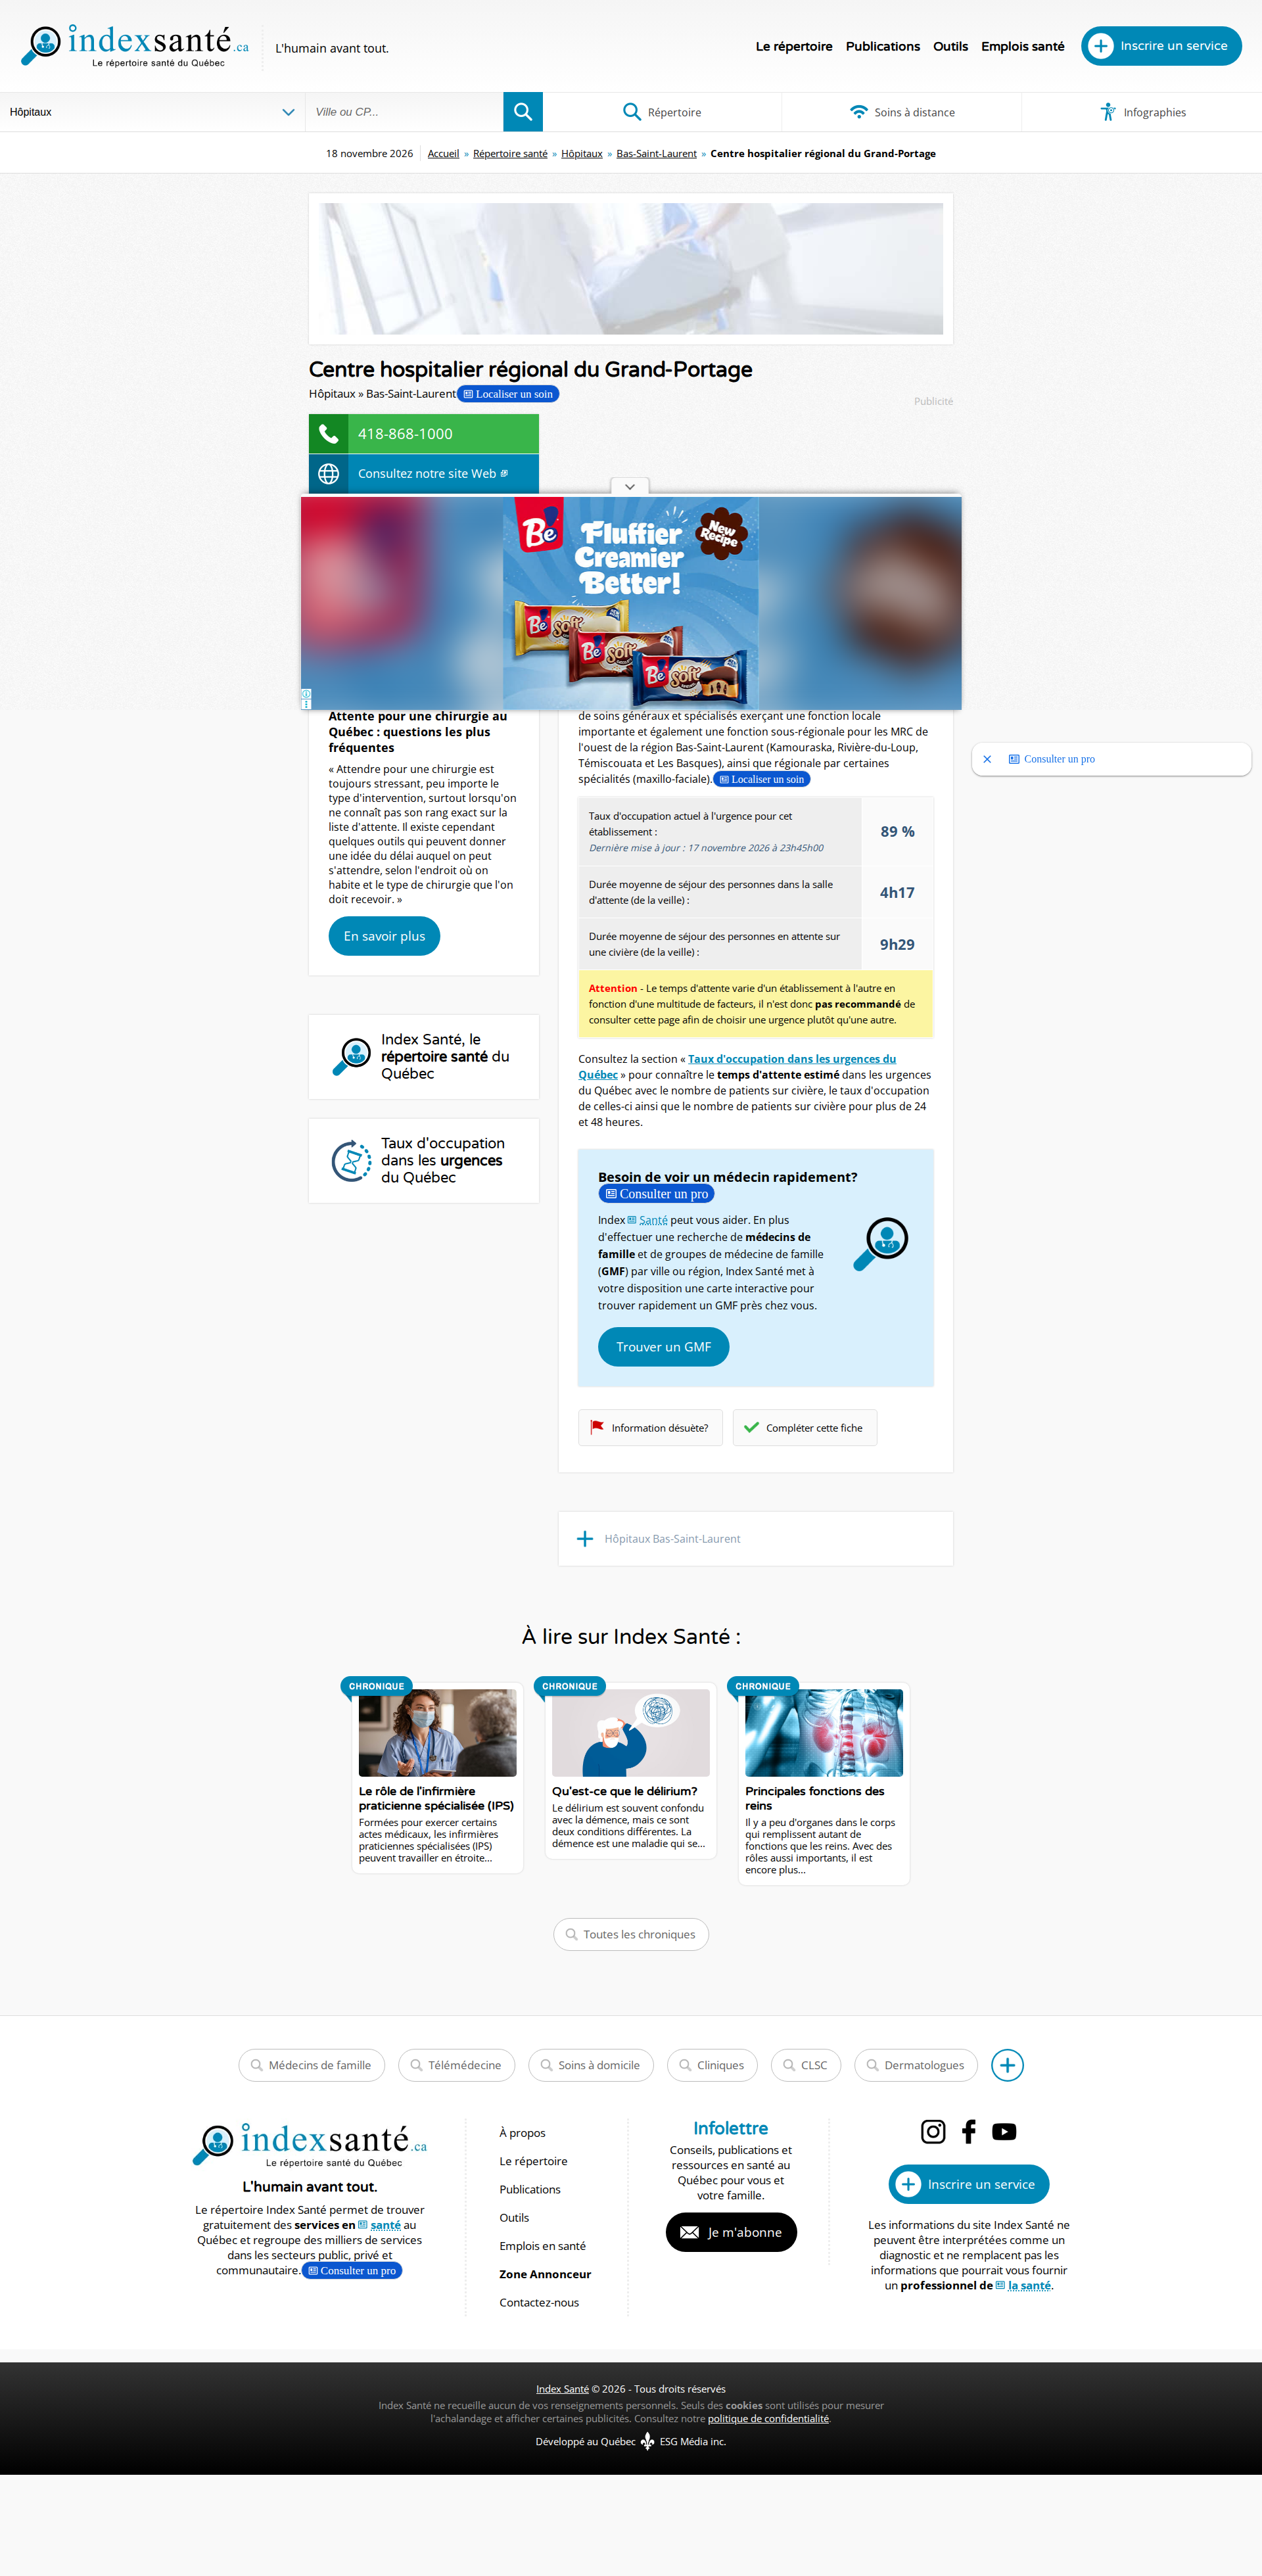 indexsanté.ca
Le répertoire santé du Québec
L'humain avant tout.
Le répertoire
Publications
Outils
Emplois santé
Inscrire un service
Hôpitaux
Ville ou CP...
Répertoire
Soins à distance
Infographies
18 novembre 2026
Accueil » Répertoire santé » Hôpitaux » Bas-Saint-Laurent » Centre hospitalier régional du Grand-Portage
Centre hospitalier régional du Grand-Portage
Hôpitaux » Bas-Saint-Laurent Localiser un soin
Publicité
418-868-1000
Consultez notre site Web
Be
Fluffier
Creamier
Better!
New
Recipe
Be Soft
Be Soft
Be Soft
Attente pour une chirurgie au
Québec : questions les plus
fréquentes
« Attendre pour une chirurgie est
toujours stressant, peu importe le
type d'intervention, surtout lorsqu'on
ne connaît pas son rang exact sur la
liste d'attente. Il existe cependant
quelques outils qui peuvent donner
une idée du délai auquel on peut
s'attendre, selon l'endroit où on
habite et le type de chirurgie que l'on
doit recevoir. »
En savoir plus
Index Santé, le
répertoire santé du
Québec
Taux d'occupation
dans les urgences
du Québec
de soins généraux et spécialisés exerçant une fonction locale
importante et également une fonction sous-régionale pour les MRC de
l'ouest de la région Bas-Saint-Laurent (Kamouraska, Rivière-du-Loup,
Témiscouata et Les Basques), ainsi que régionale par certaines
spécialités (maxillo-faciale). Localiser un soin
Consulter un pro
Taux d'occupation actuel à l'urgence pour cet
établissement :
Dernière mise à jour : 17 novembre 2026 à 23h45h00
89 %
Durée moyenne de séjour des personnes dans la salle
d'attente (de la veille) :
4h17
Durée moyenne de séjour des personnes en attente sur
une civière (de la veille) :
9h29
Attention - Le temps d'attente varie d'un établissement à l'autre en
fonction d'une multitude de facteurs, il n'est donc pas recommandé de
consulter cette page afin de choisir une urgence plutôt qu'une autre.
Consultez la section « Taux d'occupation dans les urgences du
Québec » pour connaître le temps d'attente estimé dans les urgences
du Québec avec le nombre de patients sur civière, le taux d'occupation
de celles-ci ainsi que le nombre de patients sur civière pour plus de 24
et 48 heures.
Besoin de voir un médecin rapidement?
Consulter un pro
Index Santé peut vous aider. En plus
d'effectuer une recherche de médecins de
famille et de groupes de médecine de famille
(GMF) par ville ou région, Index Santé met à
votre disposition une carte interactive pour
trouver rapidement un GMF près chez vous.
Trouver un GMF
Information désuète?
Compléter cette fiche
Hôpitaux Bas-Saint-Laurent
À lire sur Index Santé :
CHRONIQUE
Le rôle de l'infirmière
praticienne spécialisée (IPS)
Formées pour exercer certains
actes médicaux, les infirmières
praticiennes spécialisées (IPS)
peuvent travailler en étroite...
CHRONIQUE
Qu'est-ce que le délirium?
Le délirium est souvent confondu
avec la démence, mais ce sont
deux conditions différentes. La
démence est une maladie qui se...
CHRONIQUE
Principales fonctions des
reins
Il y a peu d'organes dans le corps
qui remplissent autant de
fonctions que les reins. Avec des
rôles aussi importants, il est
encore plus...
Toutes les chroniques
Médecins de famille
Télémédecine
Soins à domicile
Cliniques
CLSC
Dermatologues
indexsanté.ca
Le répertoire santé du Québec
L'humain avant tout.
Le répertoire Index Santé permet de trouver
gratuitement des services en santé au
Québec et regroupe des milliers de services
dans les secteurs public, privé et
communautaire. Consulter un pro
À propos
Le répertoire
Publications
Outils
Emplois en santé
Zone Annonceur
Contactez-nous
Infolettre
Conseils, publications et
ressources en santé au
Québec pour vous et
votre famille.
Je m'abonne
Inscrire un service
Les informations du site Index Santé ne
peuvent être interprétées comme un
diagnostic et ne remplacent pas les
informations que pourrait vous fournir
un professionnel de la santé.
Index Santé © 2026 - Tous droits réservés
Index Santé ne recueille aucun de vos renseignements personnels. Seuls des cookies sont utilisés pour mesurer
l'achalandage et afficher certaines publicités. Consultez notre politique de confidentialité.
Développé au Québec ESG Média inc.